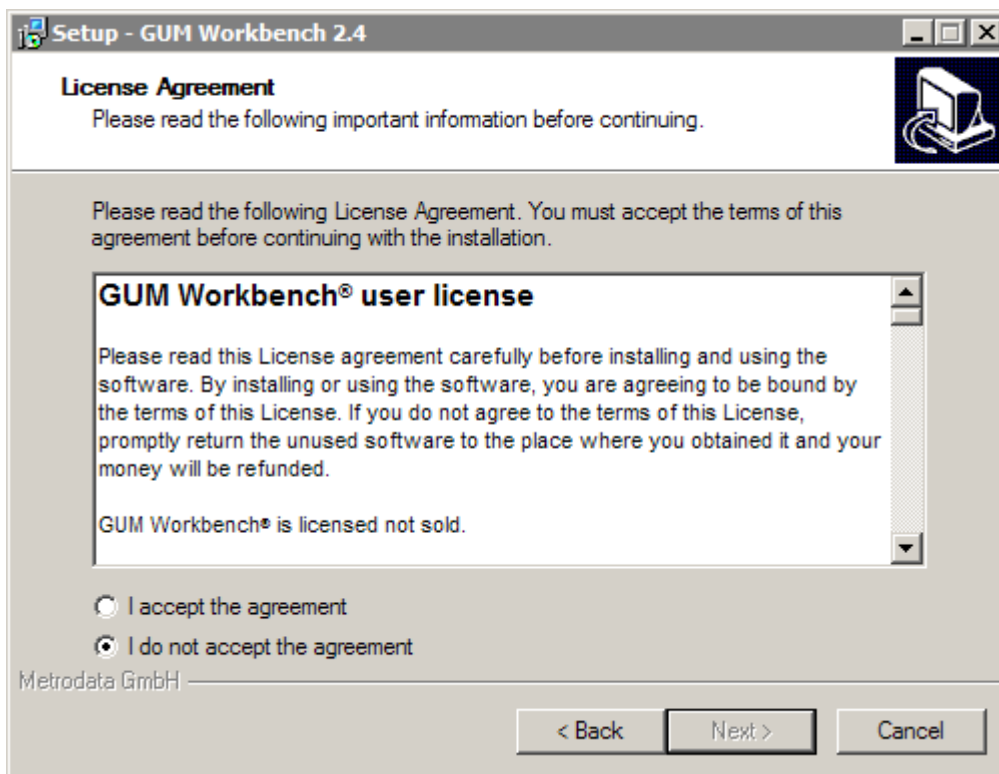 Setup - GUM Workbench 2.4
License Agreement
Please read the following important information before continuing.
Please read the following License Agreement. You must accept the terms of this
agreement before continuing with the installation.
GUM Workbench® user license
Please read this License agreement carefully before installing and using the
software. By installing or using the software, you are agreeing to be bound by
the terms of this License. If you do not agree to the terms of this License,
promptly return the unused software to the place where you obtained it and your
money will be refunded.
GUM Workbench® is licensed not sold.
I accept the agreement
I do not accept the agreement
Metrodata GmbH
< Back
Next >
Cancel